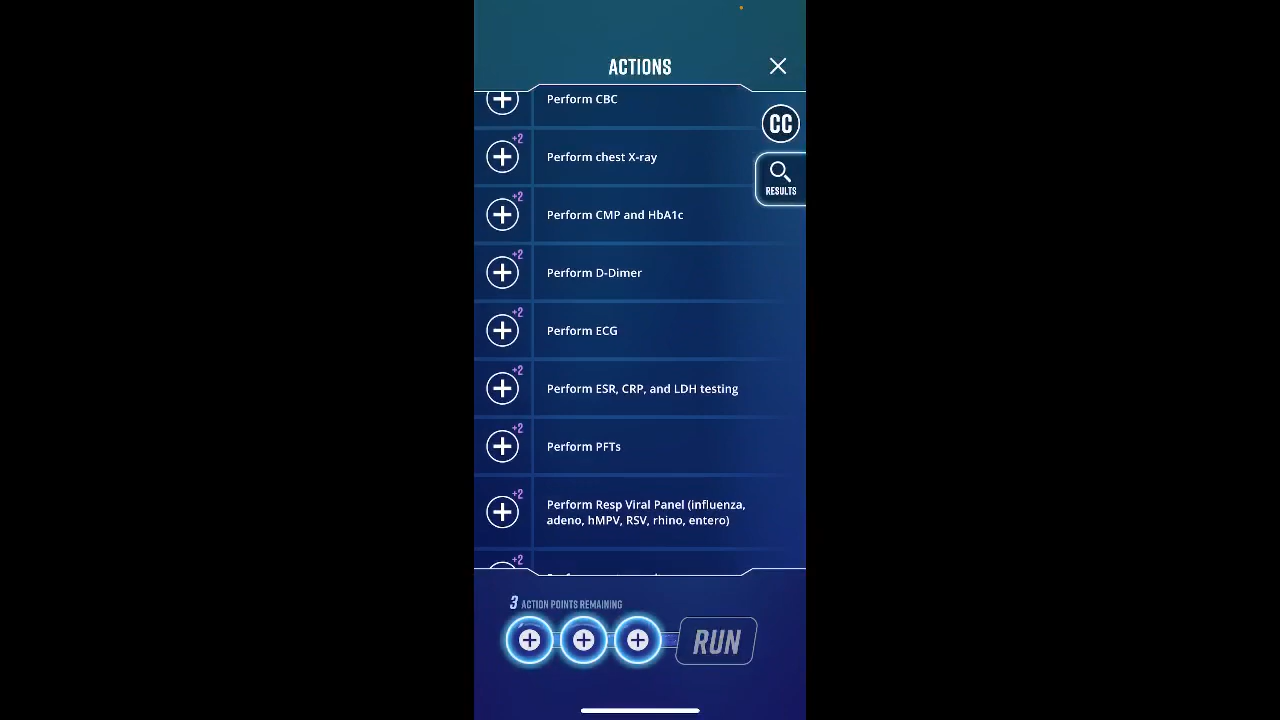 ACTIONS
Perform CBC
CC
+2
Perform chest X-ray
RESULTS
+2
Perform CMP and HbA1c
+2
Perform D-Dimer
+2
Perform ECG
+2
Perform ESR, CRP, and LDH testing
+2
Perform PFTs
+2
Perform Resp Viral Panel (influenza,
adeno, hMPV, RSV, rhino, entero)
+2
3 ACTION POINTS REMAINING
RUN